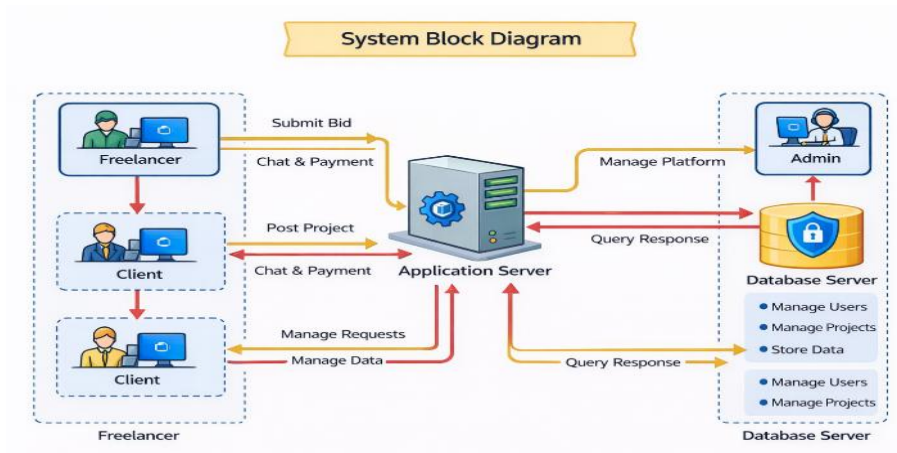 System Block Diagram
Freelancer
Submit Bid
Chat & Payment
Client
Post Project
Chat & Payment
Client
Manage Requests
Manage Data
Freelancer
Application Server
Manage Platform
Query Response
Query Response
Admin
Database Server
Manage Users
Manage Projects
Store Data
Manage Users
Manage Projects
Database Server